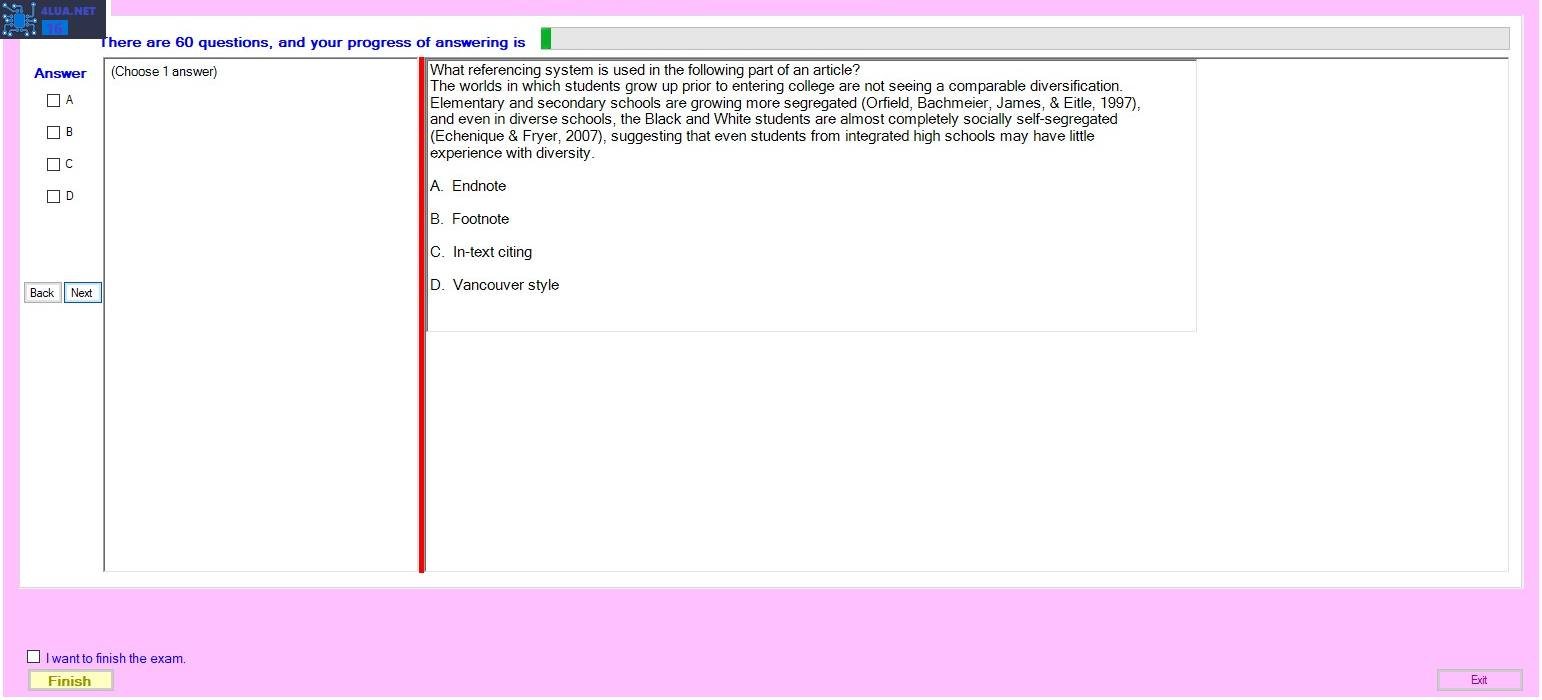 4LUA.NET
16
There are 60 questions, and your progress of answering is
Answer
(Choose 1 answer)
A
B
C
D
Back Next
What referencing system is used in the following part of an article?
The worlds in which students grow up prior to entering college are not seeing a comparable diversification.
Elementary and secondary schools are growing more segregated (Orfield, Bachmeier, James, & Eitle, 1997),
and even in diverse schools, the Black and White students are almost completely socially self-segregated
(Echenique & Fryer, 2007), suggesting that even students from integrated high schools may have little
experience with diversity.
A. Endnote
B. Footnote
C. In-text citing
D. Vancouver style
I want to finish the exam.
Finish
Exit